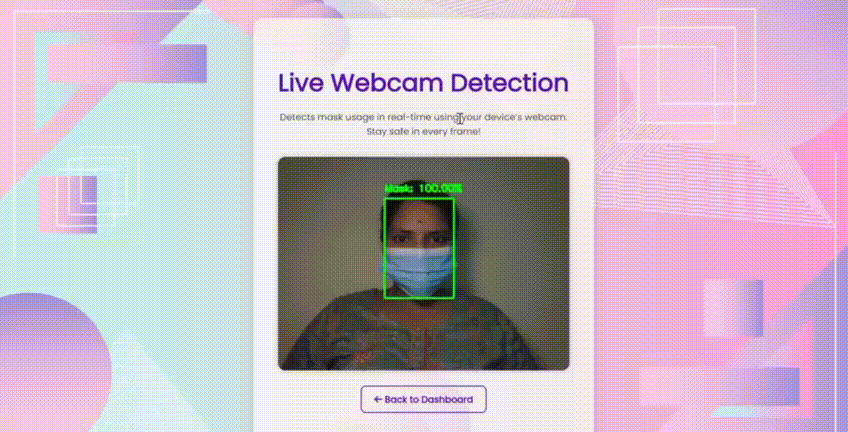 Live Webcam Detection
Detects mask usage in real-time using your device's webcam.
Stay safe in every frame!
Mask: 100.00%
← Back to Dashboard